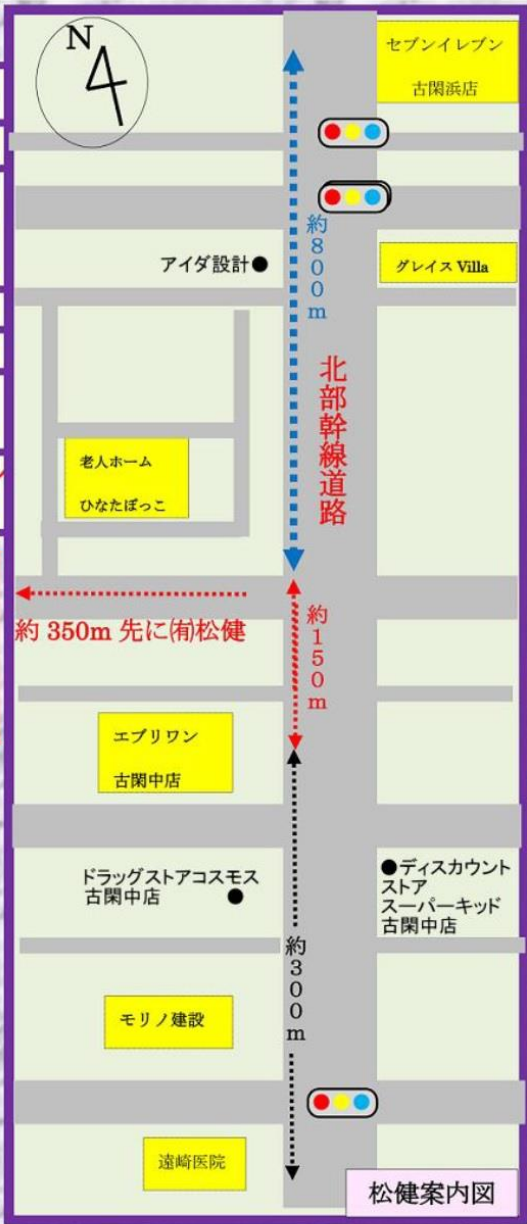 N
セブンイレブン
古閑浜店
約800m
アイダ設計●
グレイス Villa
北部幹線道路
老人ホーム
ひなたぼっこ
約 350m 先に㈲松健
約150m
エブリワン
古閑中店
ドラッグストアコスモス
古閑中店 ●
●ディスカウント
ストア
スーパーキッド
古閑中店
約300m
モリノ建設
遠崎医院
松健案内図